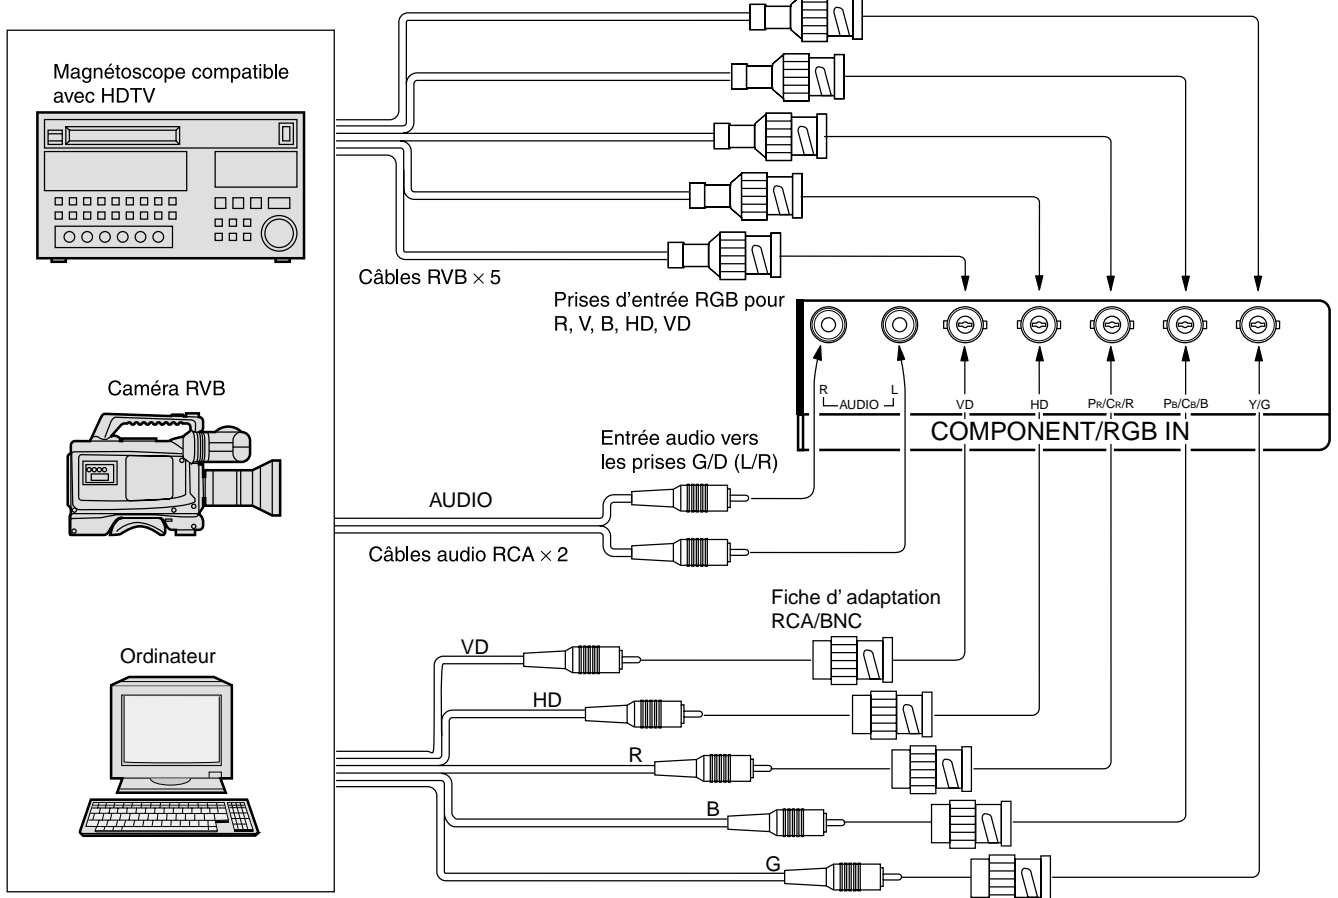 Magnétoscope compatible
avec HDTV
Câbles RVB × 5
Prises d'entrée RGB pour
R, V, B, HD, VD
Caméra RVB
R
L
AUDIO
VD
HD
PR/CR/R
PB/CB/B
Y/G
COMPONENT/RGB IN
Entrée audio vers
les prises G/D (L/R)
AUDIO
Câbles audio RCA × 2
Fiche d' adaptation
RCA/BNC
Ordinateur
VD
HD
R
B
G